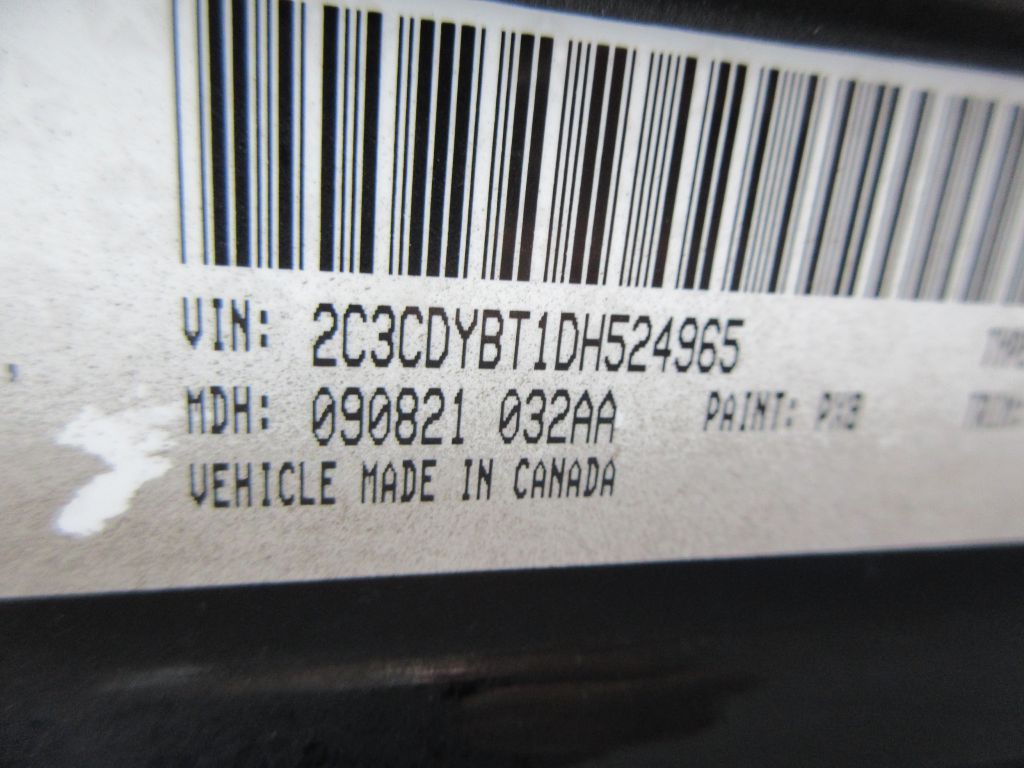 VIN: 2C3CDYBT1DH524965
MDH: 090821 032AA PAINT: PXB
VEHICLE MADE IN CANADA